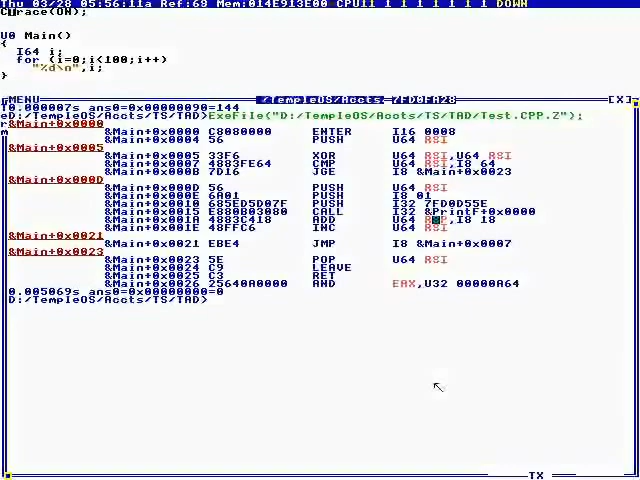 Thu 03/28 05:56:11a Ref:68 Mem:014E913E00 CPU11 1 1 1 1 1 1 DOWN
CTrace(ON);
U0 Main()
{
I64 i;
for (i=0;i<100;i++)
"%d\n",i;
}
MENU /TempleOS/Accts 7FD0FA28 [X]
T0.000007s ans0=0x00000090=144
eD:/TempleOS/Accts/TS/TAD>ExeFile("D:/TempleOS/Accts/TS/TAD/Test.CPP.Z");
r&Main+0x0000
m &Main+0x0000 C8080000 ENTER I16 0008
&Main+0x0004 56 PUSH U64 RSI
&Main+0x0005
&Main+0x0005 33F6 XOR U64 RSI,U64 RSI
&Main+0x0007 4883FE64 CMP U64 RSI,I8 64
&Main+0x000B 7D16 JGE I8 &Main+0x0023
&Main+0x000D
&Main+0x000D 56 PUSH U64 RSI
&Main+0x000E 6A01 PUSH I8 01
&Main+0x0010 685ED5D07F PUSH I32 7FD0D55E
&Main+0x0015 E880B03080 CALL I32 &PrintF+0x0000
&Main+0x001A 4883C418 ADD U64 RSP,I8 18
&Main+0x001E 48FFC6 INC U64 RSI
&Main+0x0021
&Main+0x0021 EBE4 JMP I8 &Main+0x0007
&Main+0x0023
&Main+0x0023 5E POP U64 RSI
&Main+0x0024 C9 LEAVE
&Main+0x0025 C3 RET
&Main+0x0026 25640A0000 AND EAX,U32 00000A64
0.005069s ans0=0x00000000=0
D:/TempleOS/Accts/TS/TAD>
TX